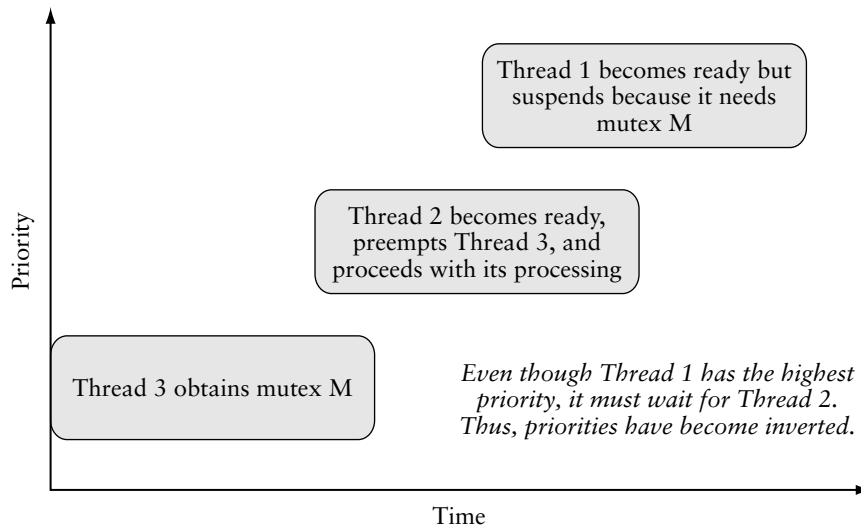 Thread 1 becomes ready but
suspends because it needs
mutex M
Thread 2 becomes ready,
preempts Thread 3, and
proceeds with its processing
Priority
Thread 3 obtains mutex M
Even though Thread 1 has the highest
priority, it must wait for Thread 2.
Thus, priorities have become inverted.
Time